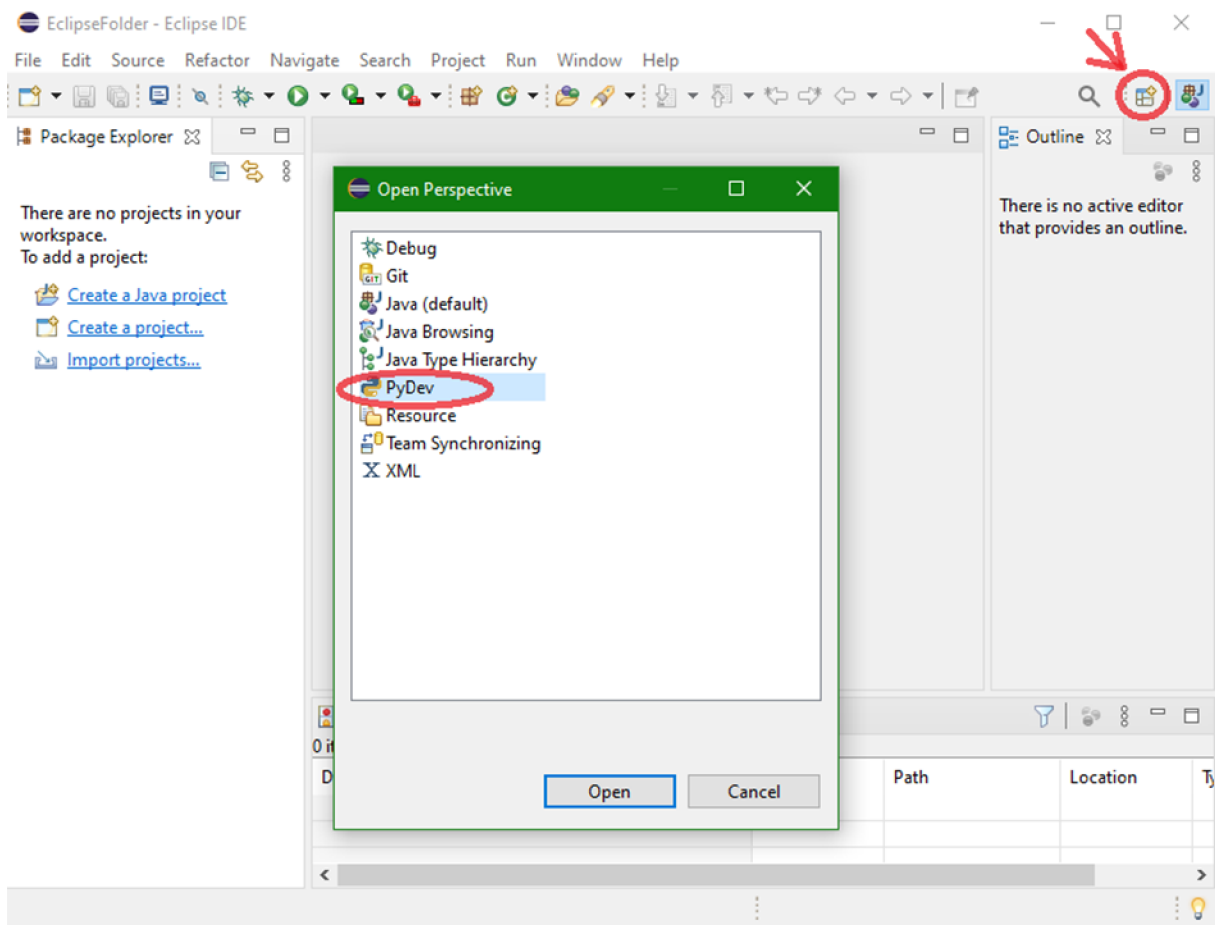 EclipseFolder - Eclipse IDE
File Edit Source Refactor Navigate Search Project Run Window Help
Package Explorer
There are no projects in your
workspace.
To add a project:
Create a Java project
Create a project...
Import projects...
Open Perspective
Debug
GIT Git
Java (default)
Java Browsing
Java Type Hierarchy
PyDev
Resource
Team Synchronizing
X XML
Open Cancel
Outline
There is no active editor
that provides an outline.
0
D Path Location